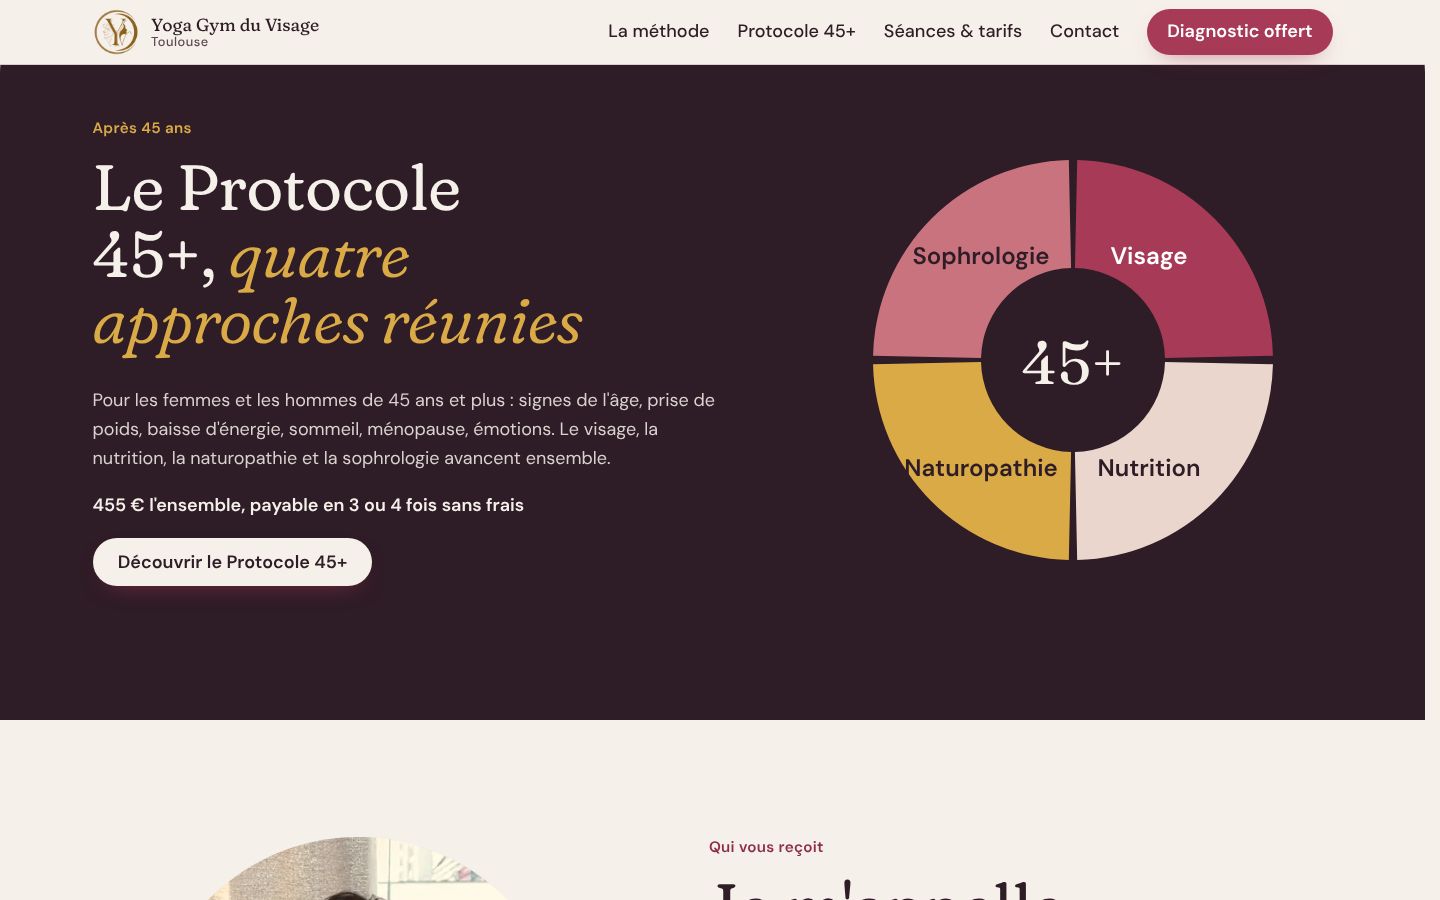 Yoga Gym du Visage
Toulouse
La méthode
Protocole 45+
Séances & tarifs
Contact
Diagnostic offert
Après 45 ans
Le Protocole
45+, quatre
approches réunies
Pour les femmes et les hommes de 45 ans et plus : signes de l'âge, prise de
poids, baisse d'énergie, sommeil, ménopause, émotions. Le visage, la
nutrition, la naturopathie et la sophrologie avancent ensemble.
455 € l'ensemble, payable en 3 ou 4 fois sans frais
Découvrir le Protocole 45+
Sophrologie
Visage
45+
Naturopathie
Nutrition
Qui vous reçoit
Je m'appelle